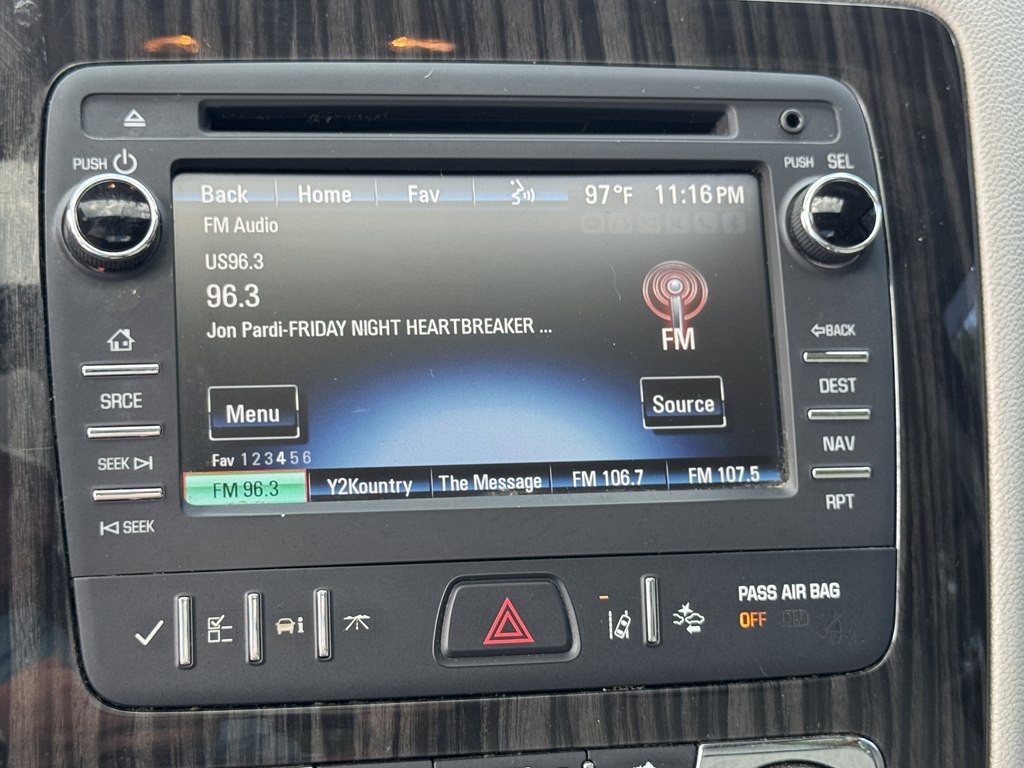 PUSH
PUSH SEL
Back Home Fav 97°F 11:16 PM
FM Audio
US96.3
96.3
Jon Pardi-FRIDAY NIGHT HEARTBREAKER ...
FM
BACK
SRCE
DEST
Menu
Source
SEEK
NAV
Fav 1 2 3 4 5 6
FM 96.3 Y2Kountry The Message FM 106.7 FM 107.5
SEEK
RPT
PASS AIR BAG
OFF